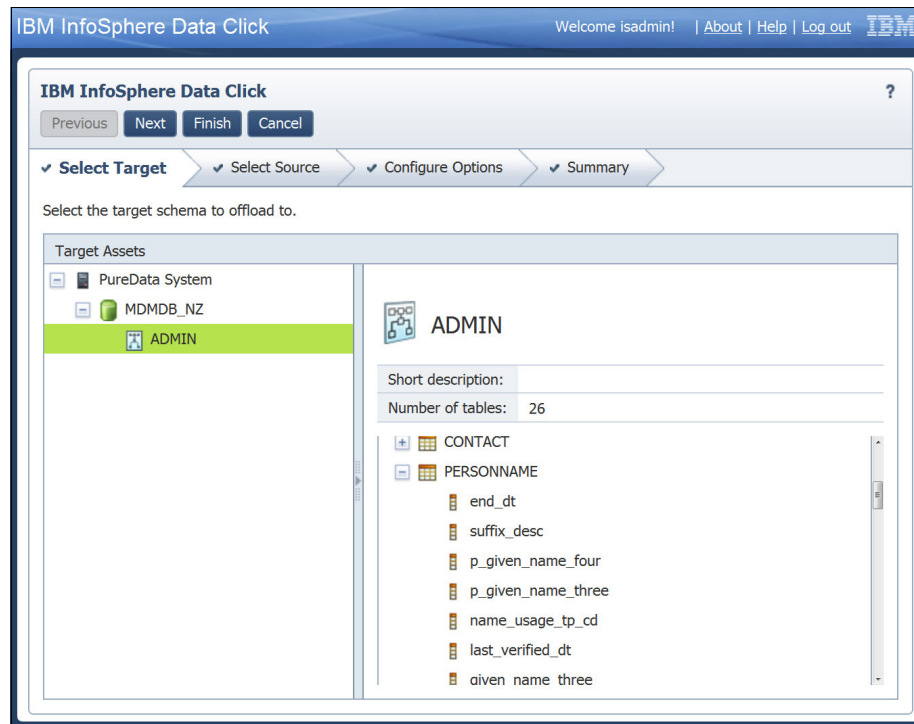 IBM InfoSphere Data Click Welcome isadmin! | About | Help | Log out IBM
IBM InfoSphere Data Click ?
Previous Next Finish Cancel
Select Target Select Source Configure Options Summary
Select the target schema to offload to.
Target Assets
PureData System
MDMDB_NZ
ADMIN
ADMIN
Short description:
Number of tables: 26
CONTACT
PERSONNAME
end_dt
suffix_desc
p_given_name_four
p_given_name_three
name_usage_tp_cd
last_verified_dt
given_name_three